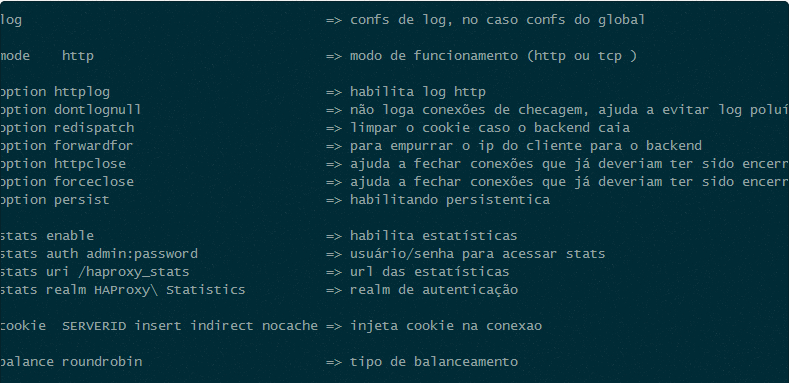 log => confs de log, no caso confs do global
mode http => modo de funcionamento (http ou tcp )
option httplog => habilita log http
option dontlognull => não loga conexões de checagem, ajuda a evitar log poluí
option redispatch => limpar o cookie caso o backend caia
option forwardfor => para empurrar o ip do cliente para o backend
option httpclose => ajuda a fechar conexões que já deveriam ter sido encerr
option forceclose => ajuda a fechar conexões que já deveriam ter sido encerr
option persist => habilitando persistentica
stats enable => habilita estatísticas
stats auth admin:password => usuário/senha para acessar stats
stats uri /haproxy_stats => url das estatísticas
stats realm HAProxy\ Statistics => realm de autenticação
cookie SERVERID insert indirect nocache => injeta cookie na conexao
balance roundrobin => tipo de balanceamento